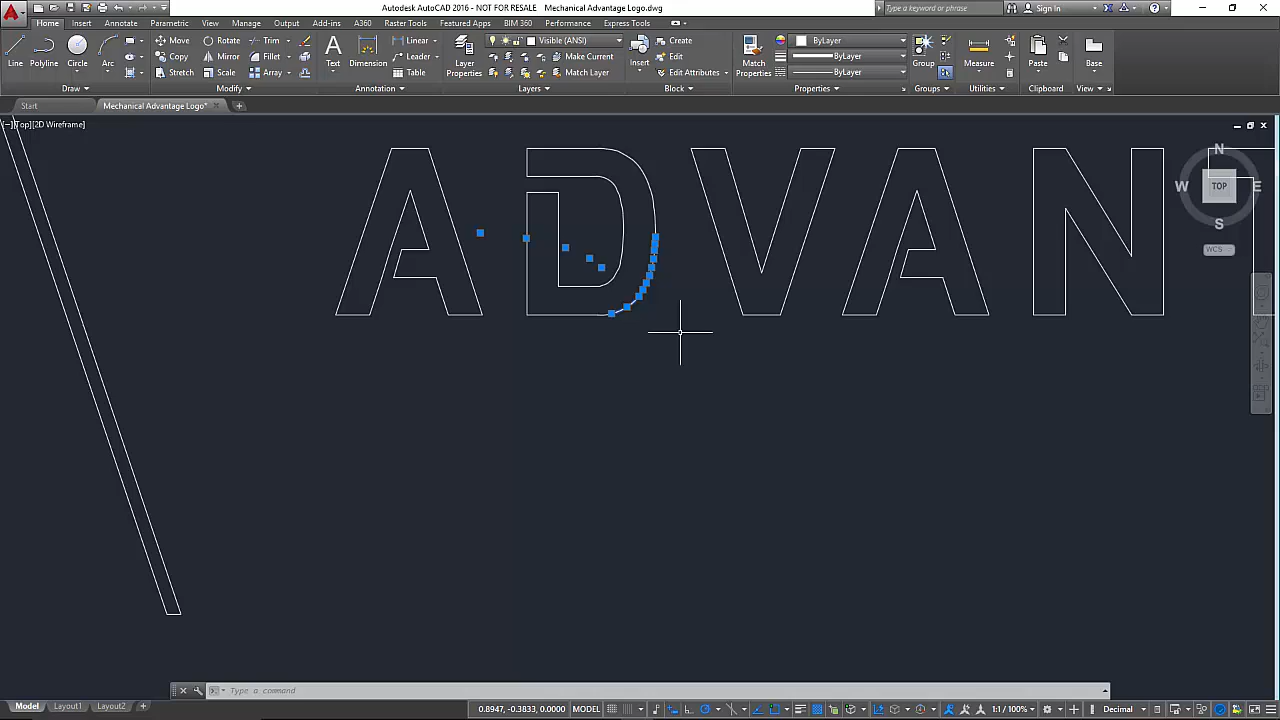 Autodesk AutoCAD 2016 - NOT FOR RESALE Mechanical Advantage Logo.dwg
Type a keyword or phrase
Sign In
Home Insert Annotate Parametric View Manage Output Add-ins A360 Raster Tools Featured Apps BIM 360 Performance Express Tools
Line Polyline Circle Arc
Move Rotate Trim
Copy Mirror Fillet
Stretch Scale Array
Text Dimension
Linear
Leader
Table
Layer Properties
Visible (ANSI)
Make Current
Match Layer
Insert
Create
Edit
Edit Attributes
Match Properties
ByLayer
ByLayer
ByLayer
Group
Measure
Paste
Base
Draw Modify Annotation Layers Block Properties Groups Utilities Clipboard View
Start Mechanical Advantage Logo*
[−][Top][2D Wireframe]
ADVANT
N
W TOP E
S
WCS
Type a command
Model Layout1 Layout2
0.8947, -0.3833, 0.0000 MODEL
1:1 / 100%
Decimal